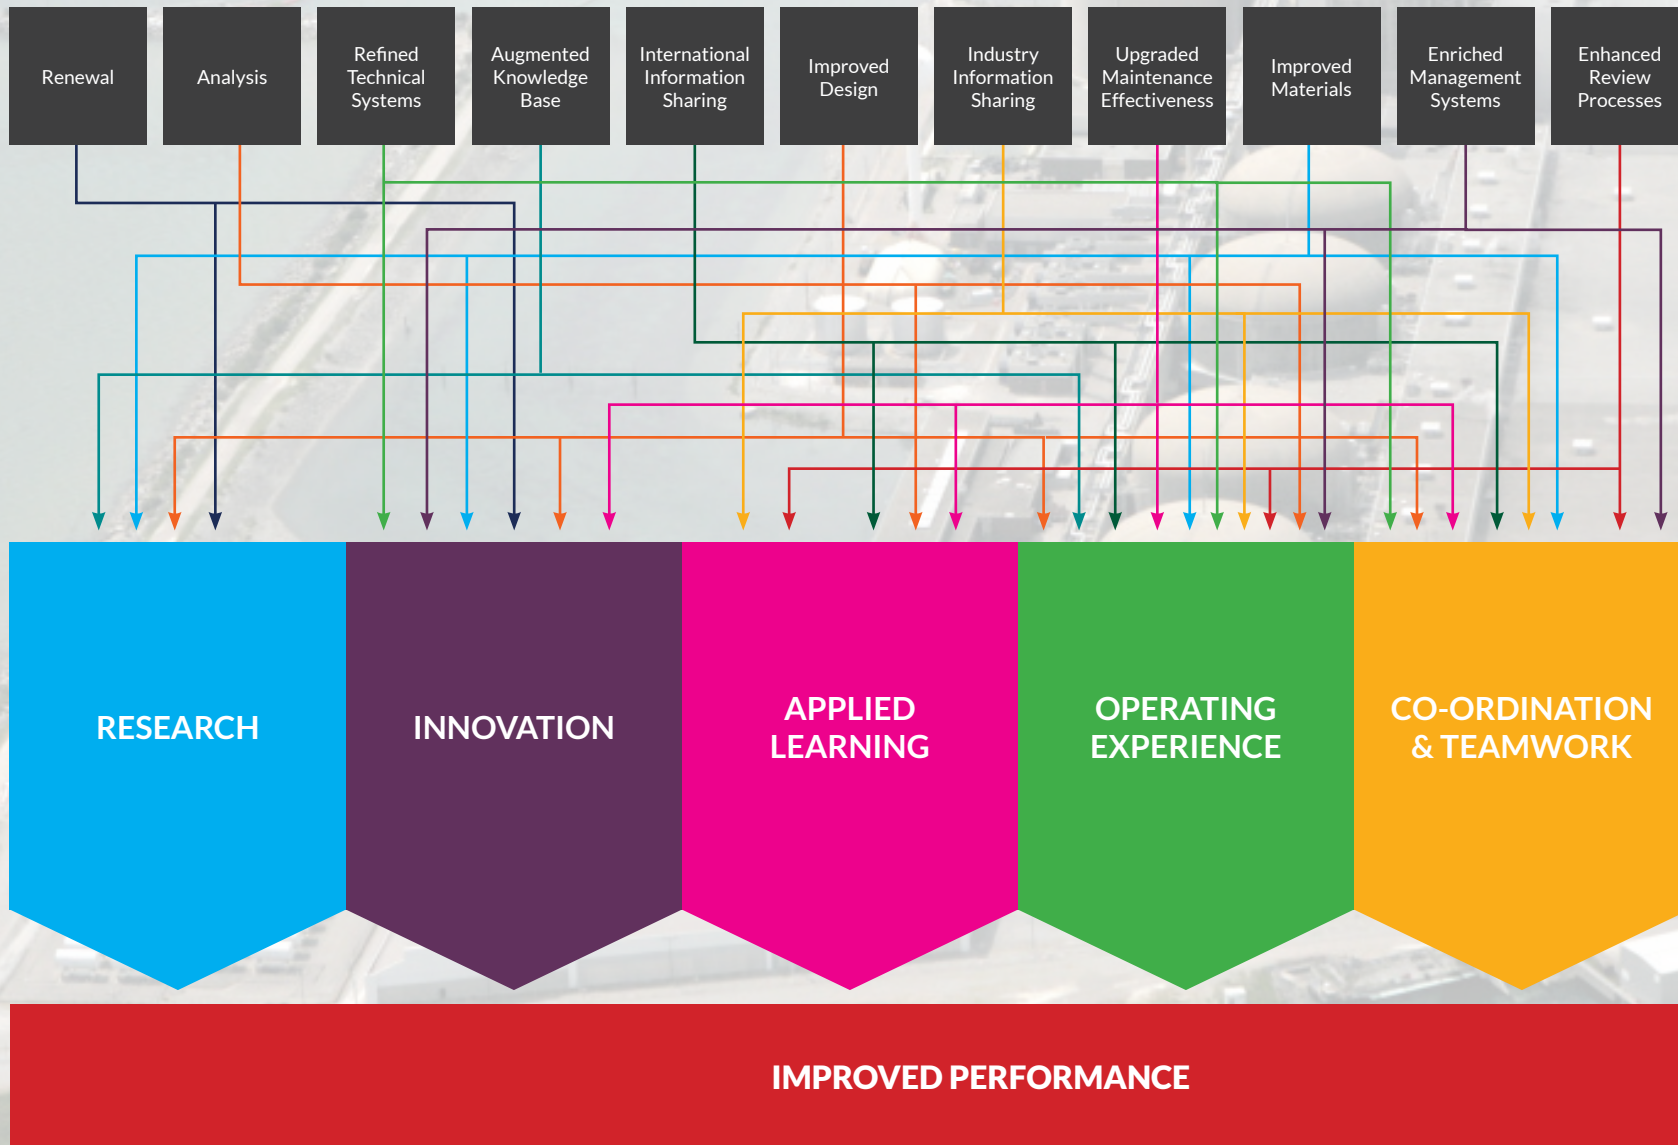 Renewal
Analysis
Refined
Technical
Systems
Augmented
Knowledge
Base
International
Information
Sharing
Improved
Design
Industry
Information
Sharing
Upgraded
Maintenance
Effectiveness
Improved
Materials
Enriched
Management
Systems
Enhanced
Review
Processes
RESEARCH
INNOVATION
APPLIED
LEARNING
OPERATING
EXPERIENCE
CO-ORDINATION
& TEAMWORK
IMPROVED PERFORMANCE